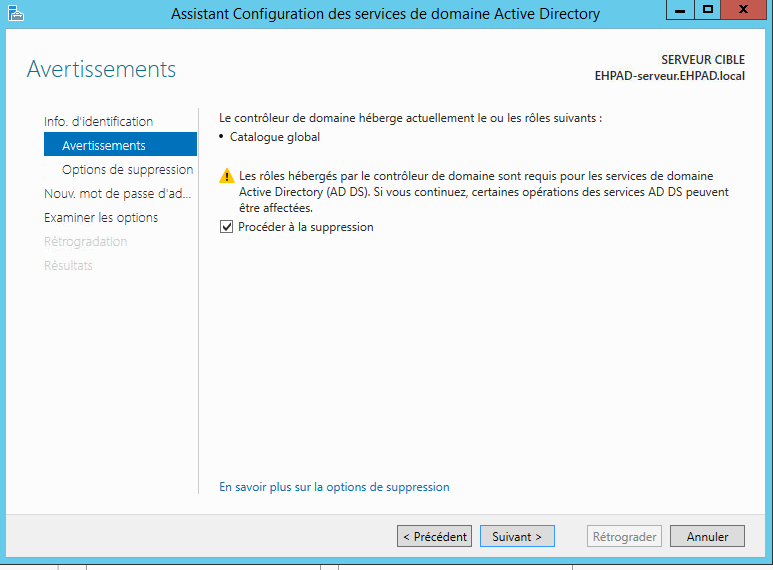 Assistant Configuration des services de domaine Active Directory
Avertissements
SERVEUR CIBLE
EHPAD-serveur.EHPAD.local
Info. d'identification
Avertissements
Options de suppression
Nouv. mot de passe d'ad...
Examiner les options
Rétrogradation
Résultats
Le contrôleur de domaine héberge actuellement le ou les rôles suivants :
• Catalogue global
Les rôles hébergés par le contrôleur de domaine sont requis pour les services de domaine
Active Directory (AD DS). Si vous continuez, certaines opérations des services AD DS peuvent
être affectées.
Procéder à la suppression
En savoir plus sur la options de suppression
< Précédent
Suivant >
Rétrograder
Annuler